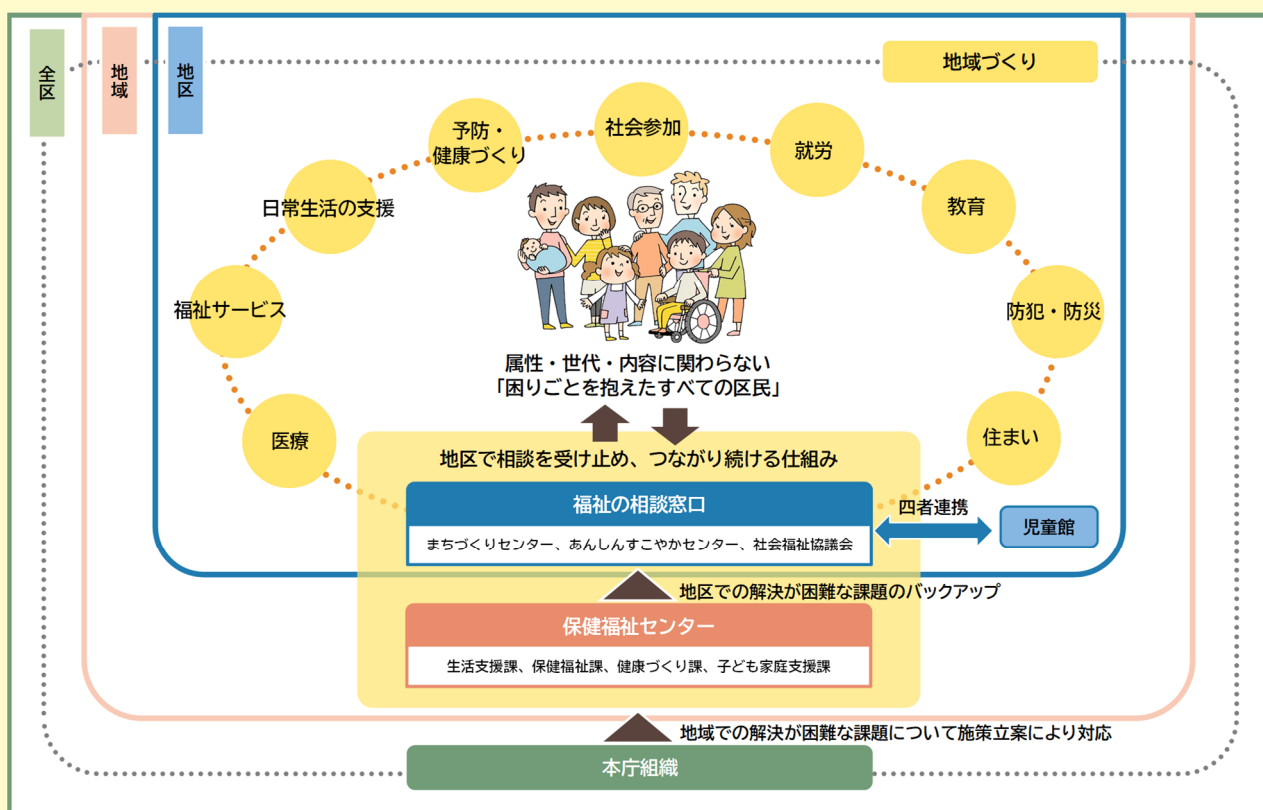 全区
地域
地区
地域づくり
予防・
健康づくり
社会参加
就労
日常生活の支援
教育
福祉サービス
防犯・防災
医療
住まい
属性・世代・内容に関わらない
「困りごとを抱えたすべての区民」
地区で相談を受け止め、つながり続ける仕組み
福祉の相談窓口
まちづくりセンター、あんしんすこやかセンター、社会福祉協議会
四者連携
児童館
地区での解決が困難な課題のバックアップ
保健福祉センター
生活支援課、保健福祉課、健康づくり課、子ども家庭支援課
地域での解決が困難な課題について施策立案により対応
本庁組織